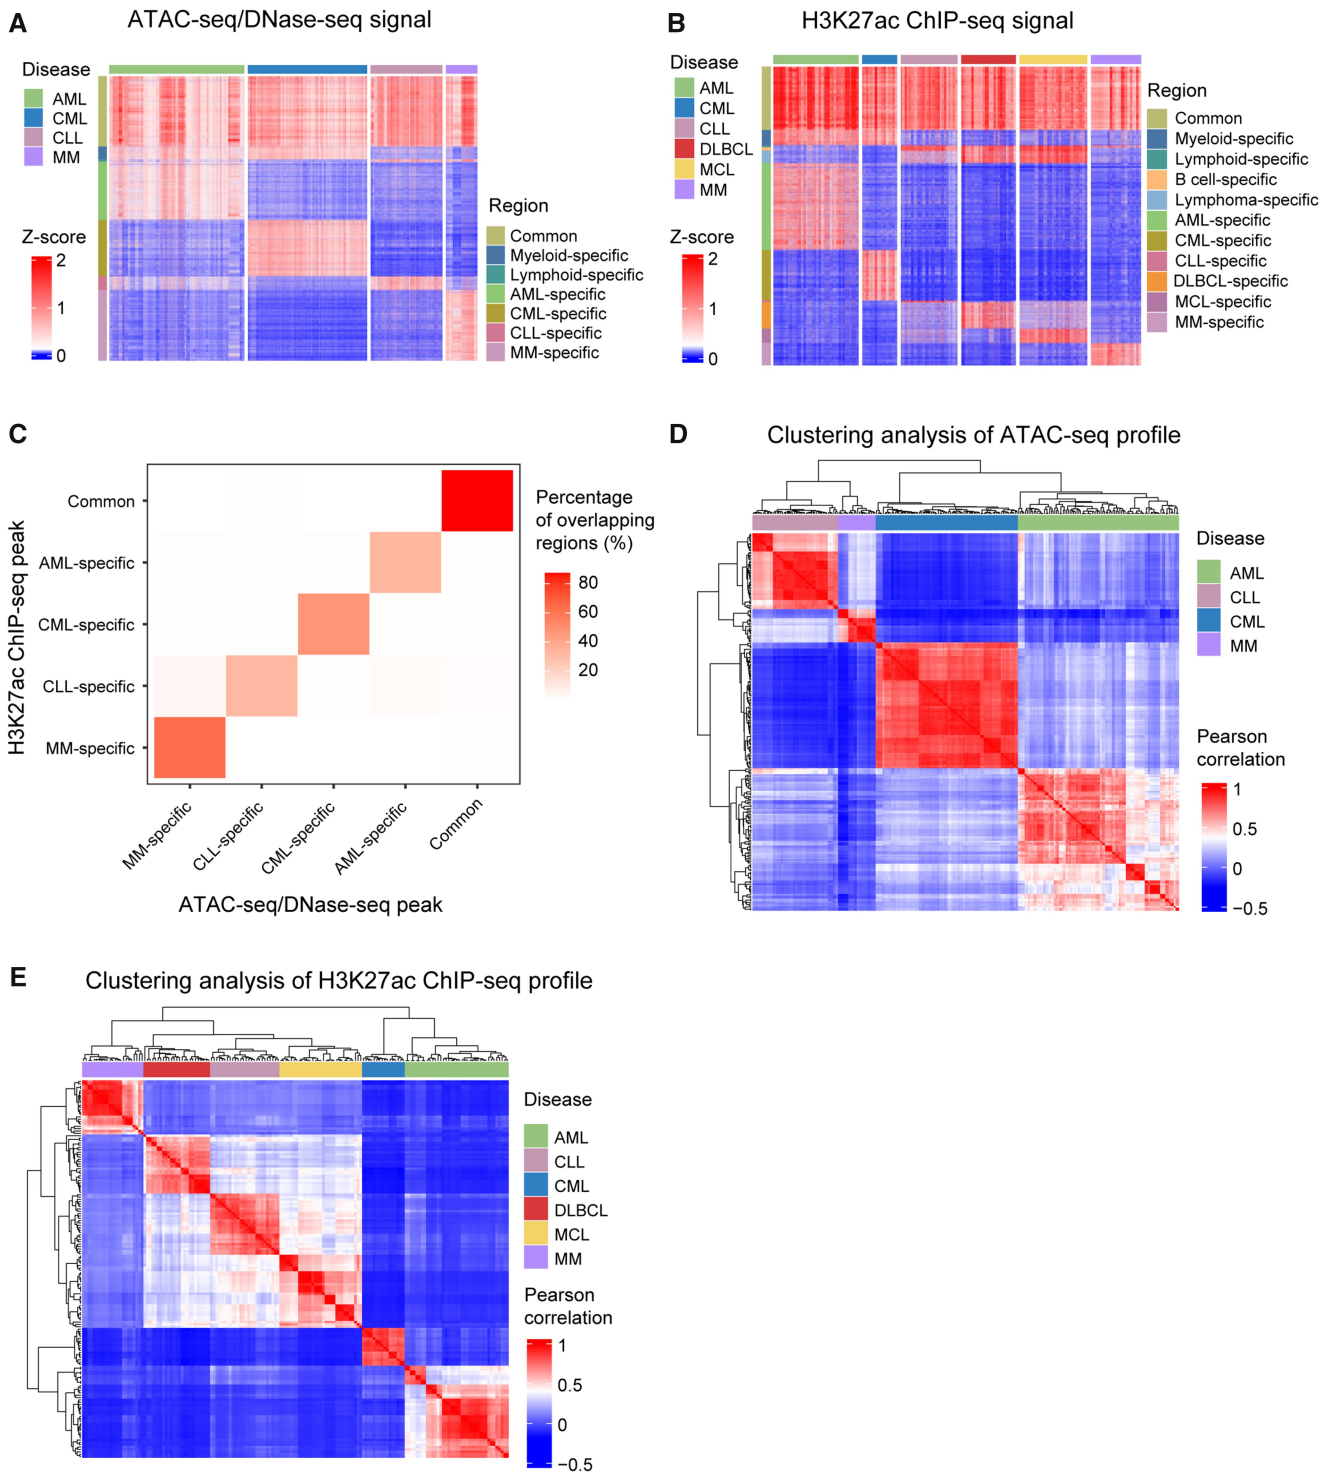 A
ATAC-seq/DNase-seq signal
Disease
AML
CML
CLL
MM
Z-score
2
1
0
Region
Common
Myeloid-specific
Lymphoid-specific
AML-specific
CML-specific
CLL-specific
MM-specific
B
H3K27ac ChIP-seq signal
Disease
AML
CML
CLL
DLBCL
MCL
MM
Z-score
2
1
0
Region
Common
Myeloid-specific
Lymphoid-specific
B cell-specific
Lymphoma-specific
AML-specific
CML-specific
CLL-specific
DLBCL-specific
MCL-specific
MM-specific
C
H3K27ac ChIP-seq peak
Common
AML-specific
CML-specific
CLL-specific
MM-specific
MM-specific
CLL-specific
CML-specific
AML-specific
Common
ATAC-seq/DNase-seq peak
Percentage
of overlapping
regions (%)
80
60
40
20
D
Clustering analysis of ATAC-seq profile
Disease
AML
CLL
CML
MM
Pearson
correlation
1
0.5
0
−0.5
E
Clustering analysis of H3K27ac ChIP-seq profile
Disease
AML
CLL
CML
DLBCL
MCL
MM
Pearson
correlation
1
0.5
0
−0.5